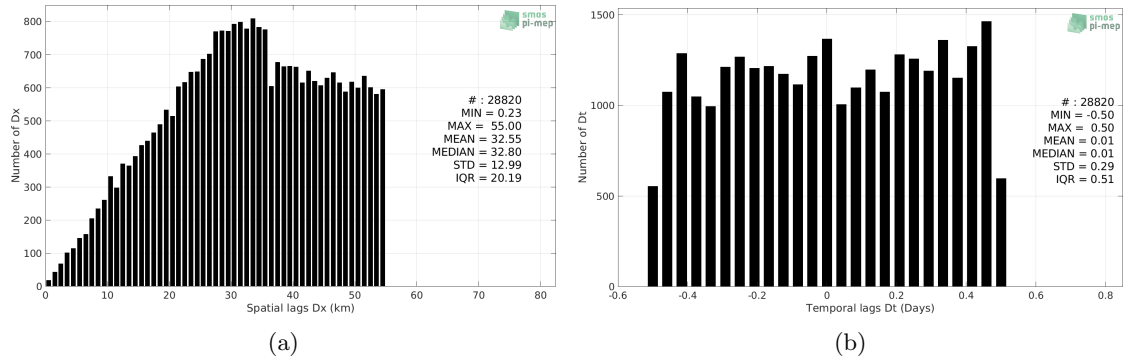 800
700
600
500
400
300
200
100
0
Number of Dx
smos
pi-mep
# : 28820
MIN = 0.23
MAX = 55.00
MEAN = 32.55
MEDIAN = 32.80
STD = 12.99
IQR = 20.19
0 10 20 30 40 50 60 70 80
Spatial lags Dx (km)
(a)
1500
1000
500
0
Number of Dt
smos
pi-mep
# : 28820
MIN = -0.50
MAX = 0.50
MEAN = 0.01
MEDIAN = 0.01
STD = 0.29
IQR = 0.51
-0.6 -0.4 -0.2 0 0.2 0.4 0.6 0.8
Temporal lags Dt (Days)
(b)